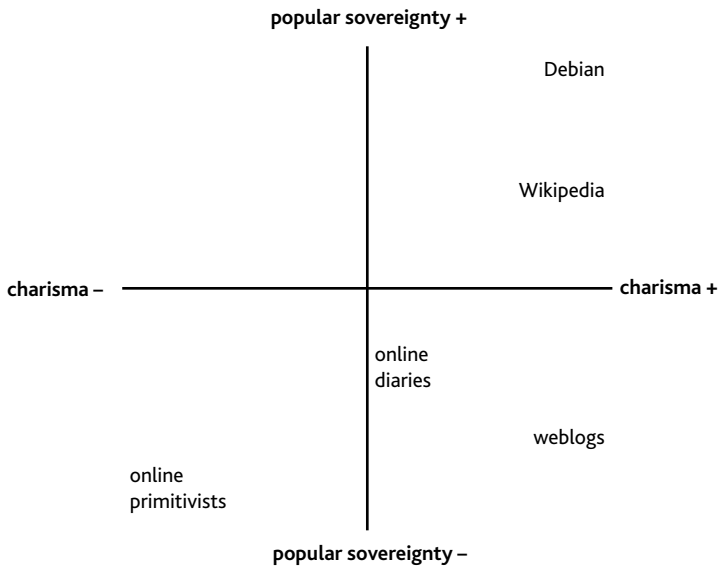 popular sovereignty +
Debian
Wikipedia
charisma –
charisma +
online
diaries
weblogs
online
primitivists
popular sovereignty –